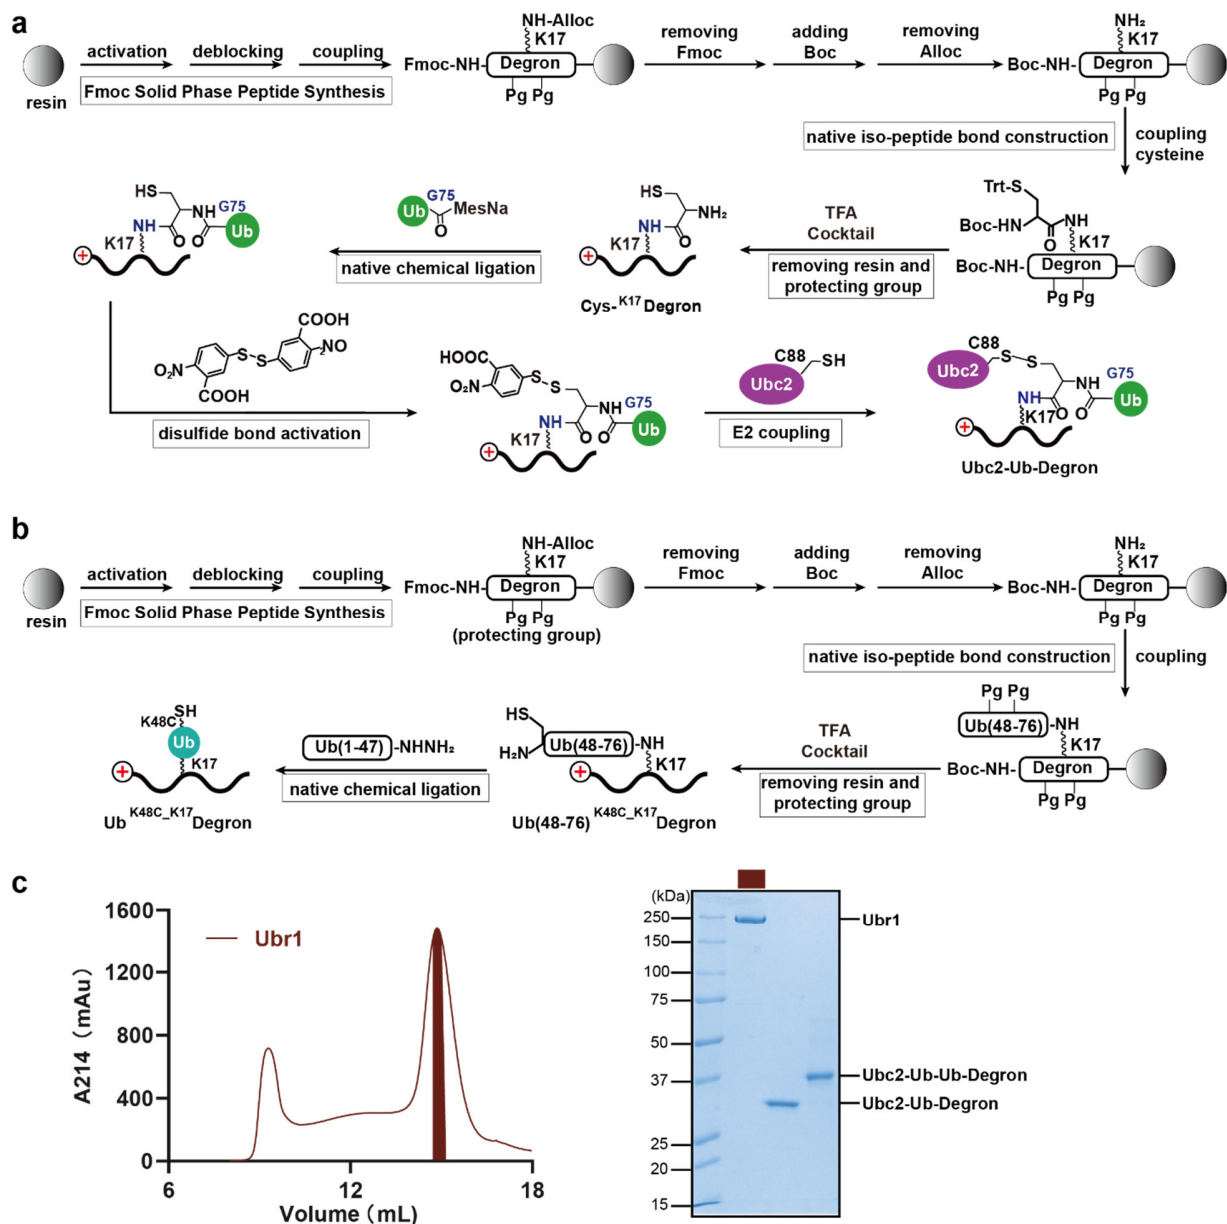 a
resin
activation
deblocking
coupling
Fmoc Solid Phase Peptide Synthesis
NH-Alloc
K17
Fmoc-NH-
Degron
Pg Pg
removing
Fmoc
adding
Boc
removing
Alloc
NH₂
K17
Boc-NH-
Degron
Pg Pg
native iso-peptide bond construction
coupling
cysteine
Trt-S
Boc-NH
NH
O
K17
Boc-NH-
Degron
Pg Pg
TFA
Cocktail
removing resin and
protecting group
HS
NH₂
NH
O
K17
+
Cys-ᴷ¹⁷Degron
G75
Ub
MesNa
O
native chemical ligation
HS
NH
G75
NH
O
O
Ub
K17
+
COOH
NO₂
S-S
O₂N
COOH
disulfide bond activation
HOOC
O₂N
S-S
NH
G75
NH
O
O
Ub
K17
+
C88
SH
Ubc2
E2 coupling
C88
S-S
Ubc2
G75
NH
NH
O
O
Ub
K17
+
Ubc2-Ub-Degron
b
resin
activation
deblocking
coupling
Fmoc Solid Phase Peptide Synthesis
NH-Alloc
K17
Fmoc-NH-
Degron
Pg Pg
(protecting group)
removing
Fmoc
adding
Boc
removing
Alloc
NH₂
K17
Boc-NH-
Degron
Pg Pg
native iso-peptide bond construction
coupling
Pg Pg
Ub(48-76)
-NH
K17
Boc-NH-
Degron
Pg Pg
TFA
Cocktail
removing resin and
protecting group
HS
H₂N
Ub(48-76)
-NH
K17
+
Ub(48-76)ᴷ⁴⁸ᶜ_ᴷ¹⁷Degron
Ub(1-47)
-NHNH₂
native chemical ligation
SH
K48C
Ub
K17
+
Ubᴷ⁴⁸ᶜ_ᴷ¹⁷Degron
c
A214 (mAu)
1600
1200
800
400
0
6
12
18
Volume (mL)
Ubr1
(kDa)
250
150
100
75
50
37
25
20
15
Ubr1
Ubc2-Ub-Ub-Degron
Ubc2-Ub-Degron